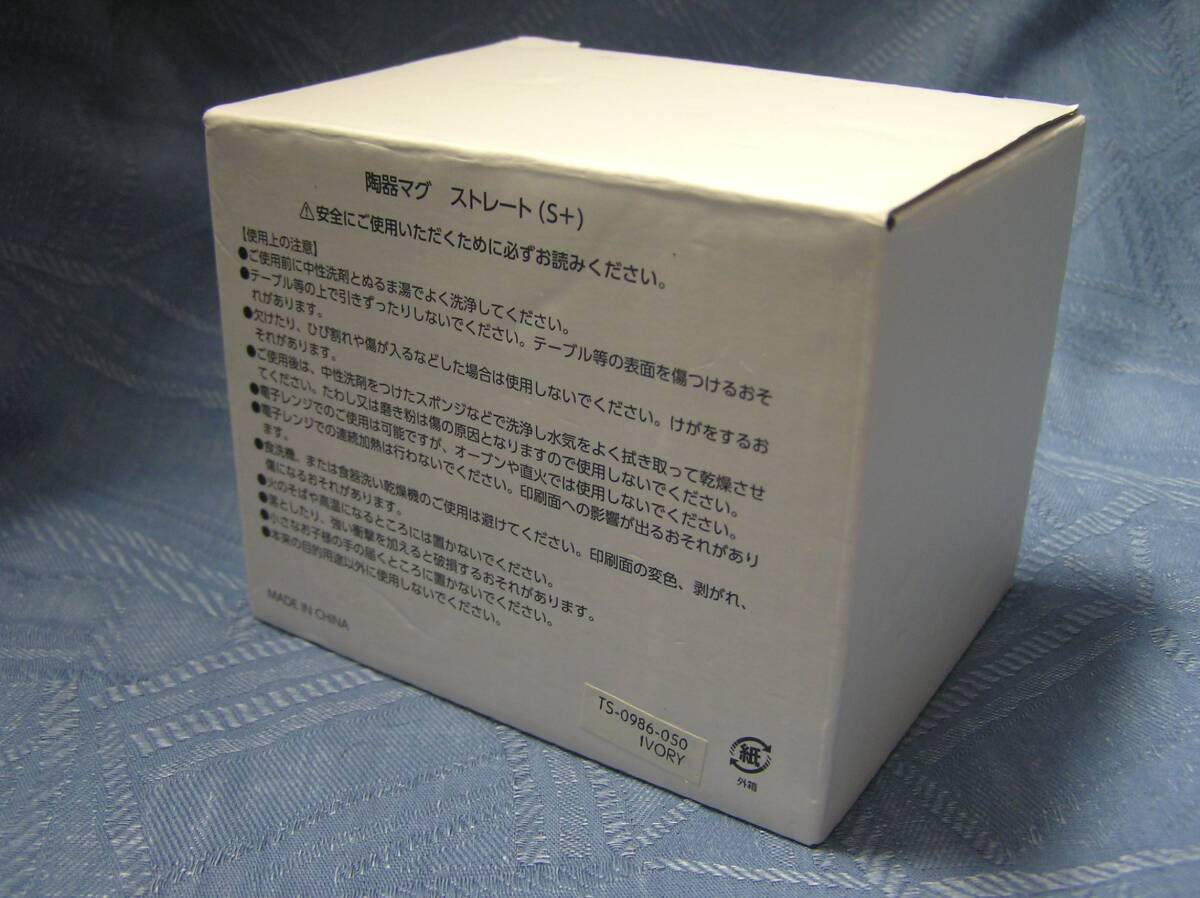 陶器マグ　ストレート（S+）
⚠安全にご使用いただくために必ずお読みください。
【使用上の注意】
●ご使用前に中性洗剤とぬるま湯でよく洗浄してください。
●テーブル等の上で引きずったりしないでください。テーブル等の表面を傷つけるおそ
れがあります。
●欠けたり、ひび割れや傷が入るなどした場合は使用しないでください。けがをするお
それがあります。
●ご使用後は、中性洗剤をつけたスポンジなどで洗浄し水気をよく拭き取って乾燥させ
てください。たわし又は磨き粉は傷の原因となりますので使用しないでください。
●電子レンジでのご使用は可能ですが、オーブンや直火では使用しないでください。
●電子レンジでの連続加熱は行わないでください。印刷面への影響が出るおそれがあり
ます。
●食洗機、または食器洗い乾燥機のご使用は避けてください。印刷面の変色、剥がれ、
傷になるおそれがあります。
●火のそばや高温になるところには置かないでください。
●落としたり、強い衝撃を加えると破損するおそれがあります。
●小さなお子様の手の届くところに置かないでください。
●本来の目的用途以外に使用しないでください。
MADE IN CHINA
TS-0986-050
IVORY
紙
外箱